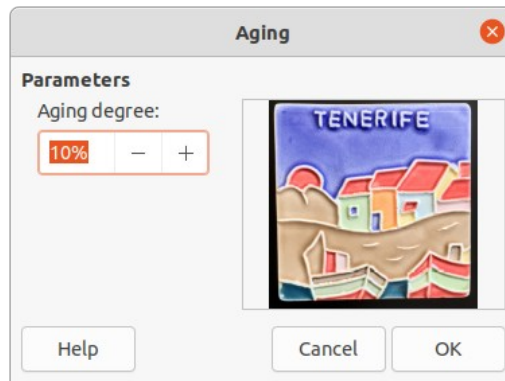 Aging
Parameters
Aging degree:
TENERIFE
10%
Help
Cancel
OK